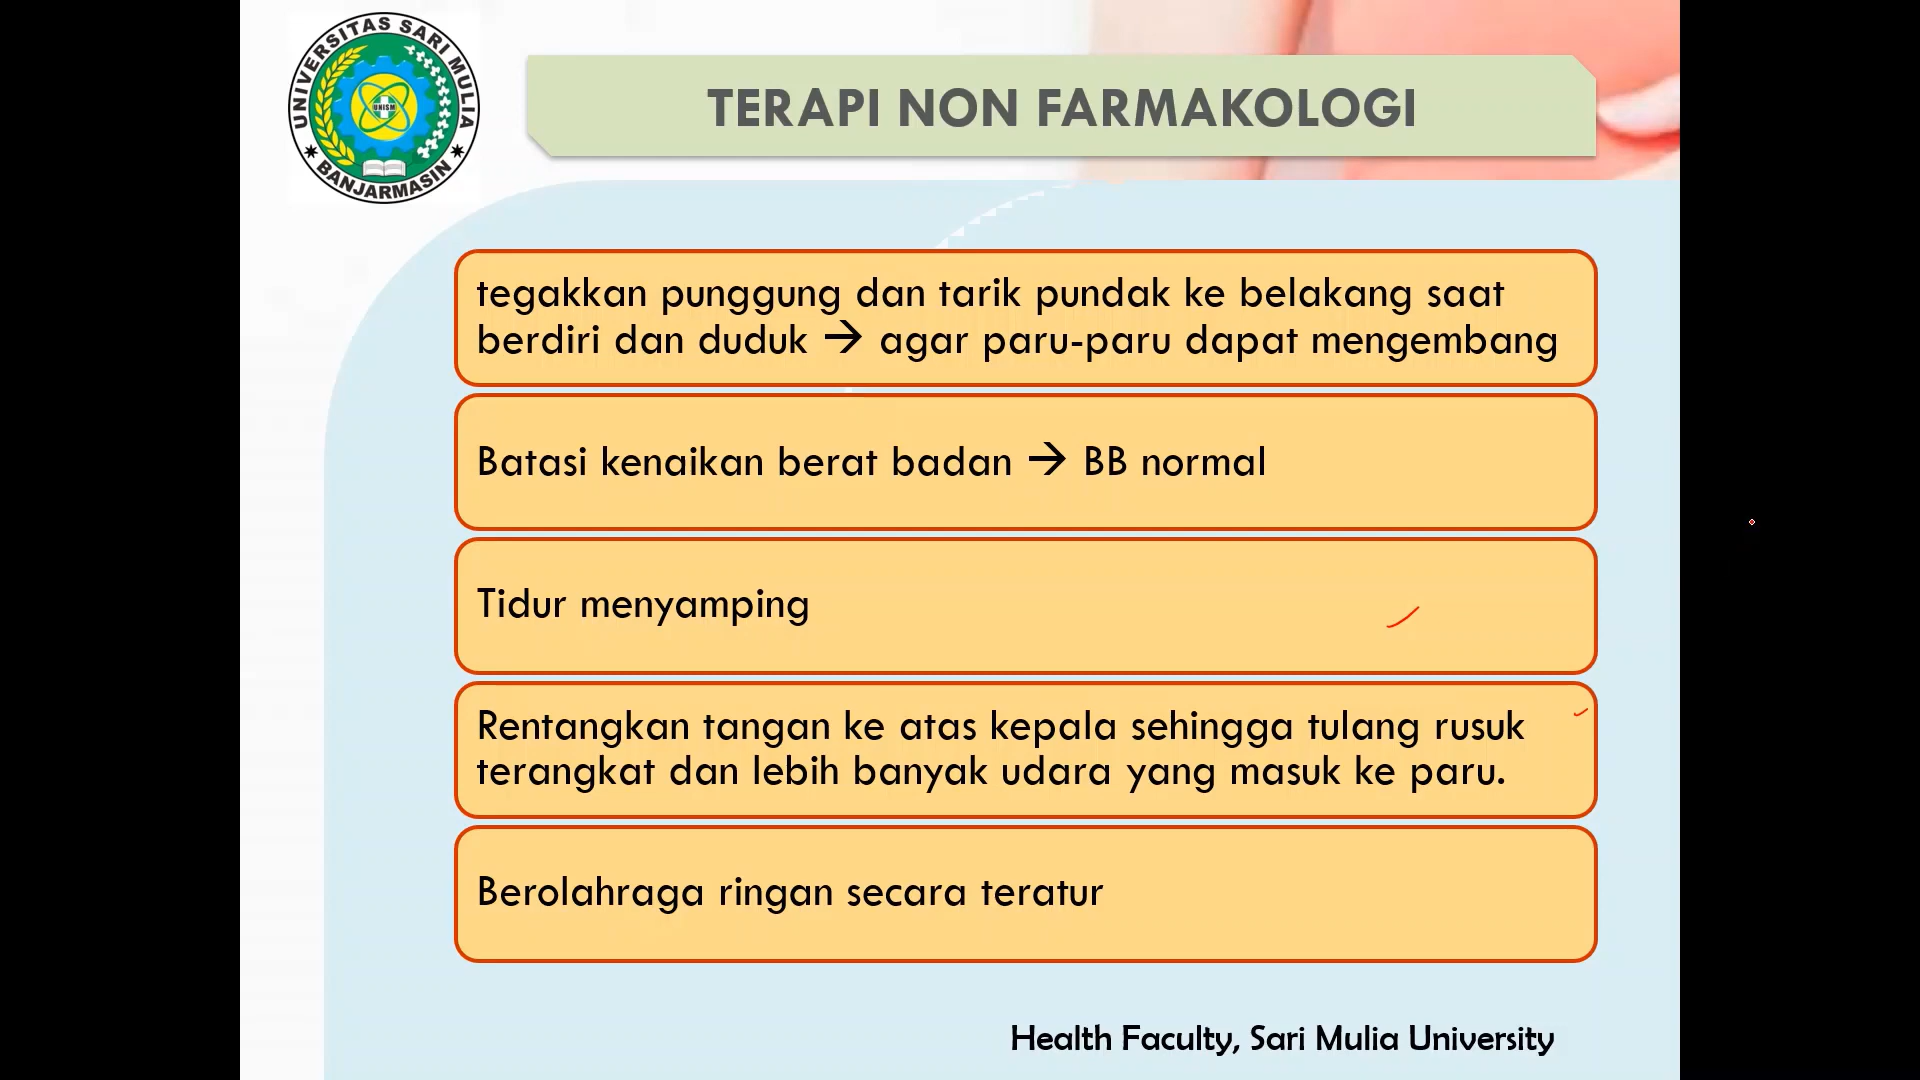 UNIVERSITAS SARI MULIA
UNISM
BANJARMASIN
TERAPI NON FARMAKOLOGI
tegakkan punggung dan tarik pundak ke belakang saat
berdiri dan duduk → agar paru-paru dapat mengembang
Batasi kenaikan berat badan → BB normal
Tidur menyamping
Rentangkan tangan ke atas kepala sehingga tulang rusuk
terangkat dan lebih banyak udara yang masuk ke paru.
Berolahraga ringan secara teratur
Health Faculty, Sari Mulia University